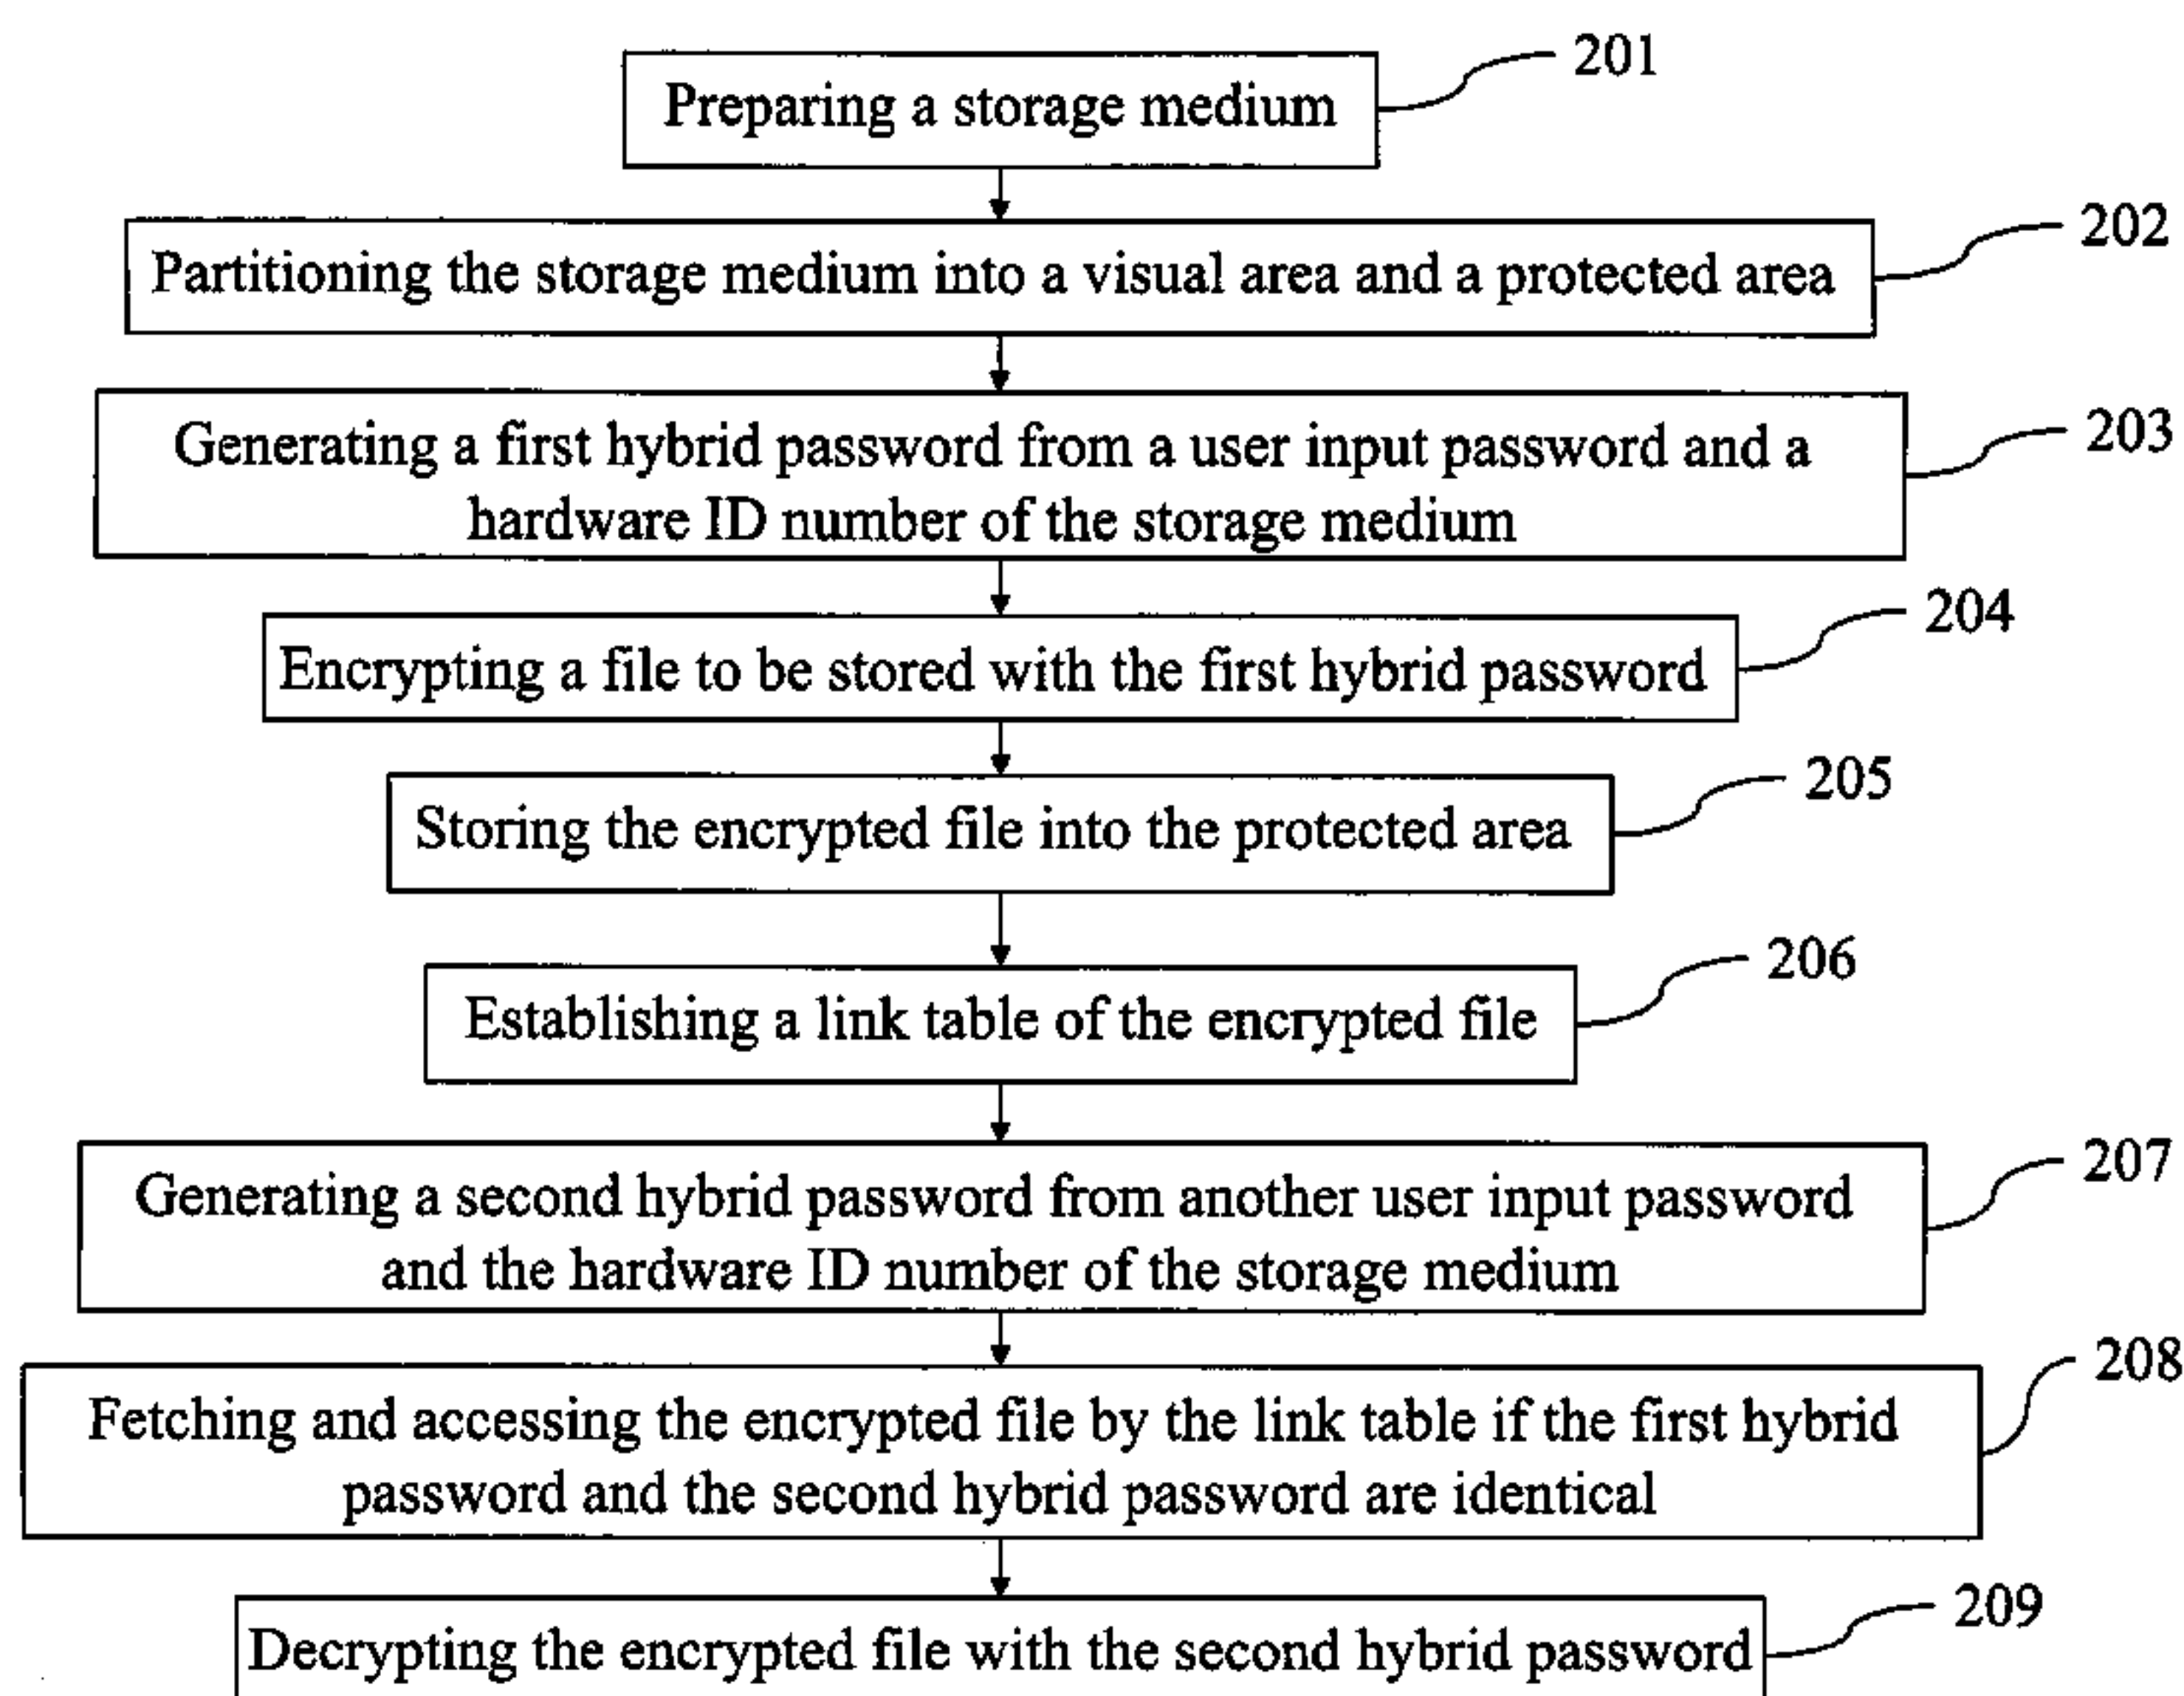 Preparing a storage medium
201
Partitioning the storage medium into a visual area and a protected area
202
Generating a first hybrid password from a user input password and a
hardware ID number of the storage medium
203
Encrypting a file to be stored with the first hybrid password
204
Storing the encrypted file into the protected area
205
Establishing a link table of the encrypted file
206
Generating a second hybrid password from another user input password
and the hardware ID number of the storage medium
207
Fetching and accessing the encrypted file by the link table if the first hybrid
password and the second hybrid password are identical
208
Decrypting the encrypted file with the second hybrid password
209